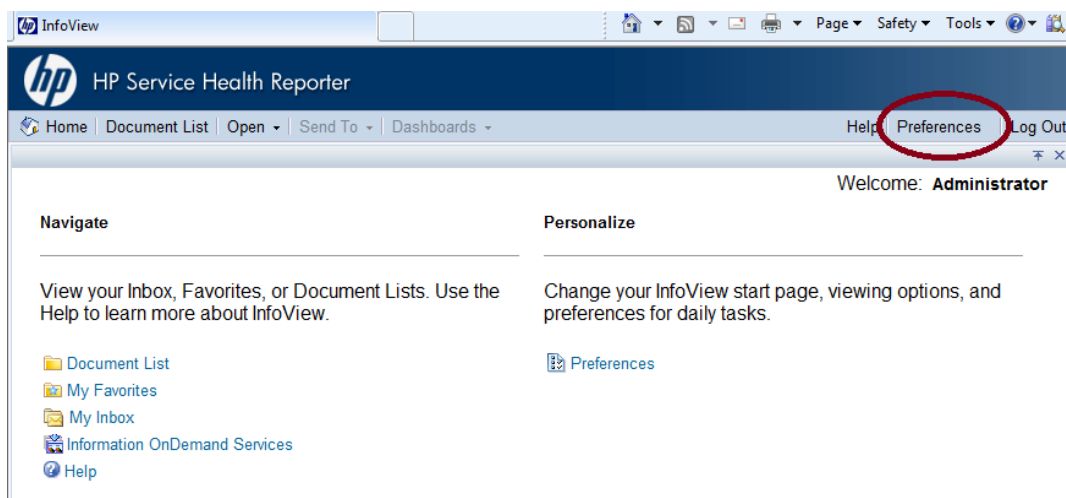 InfoView
Page Safety Tools
hp HP Service Health Reporter
Home Document List Open Send To Dashboards Help Preferences Log Out
Welcome: Administrator
Navigate Personalize
View your Inbox, Favorites, or Document Lists. Use the Change your InfoView start page, viewing options, and
Help to learn more about InfoView. preferences for daily tasks.
Document List Preferences
My Favorites
My Inbox
Information OnDemand Services
Help